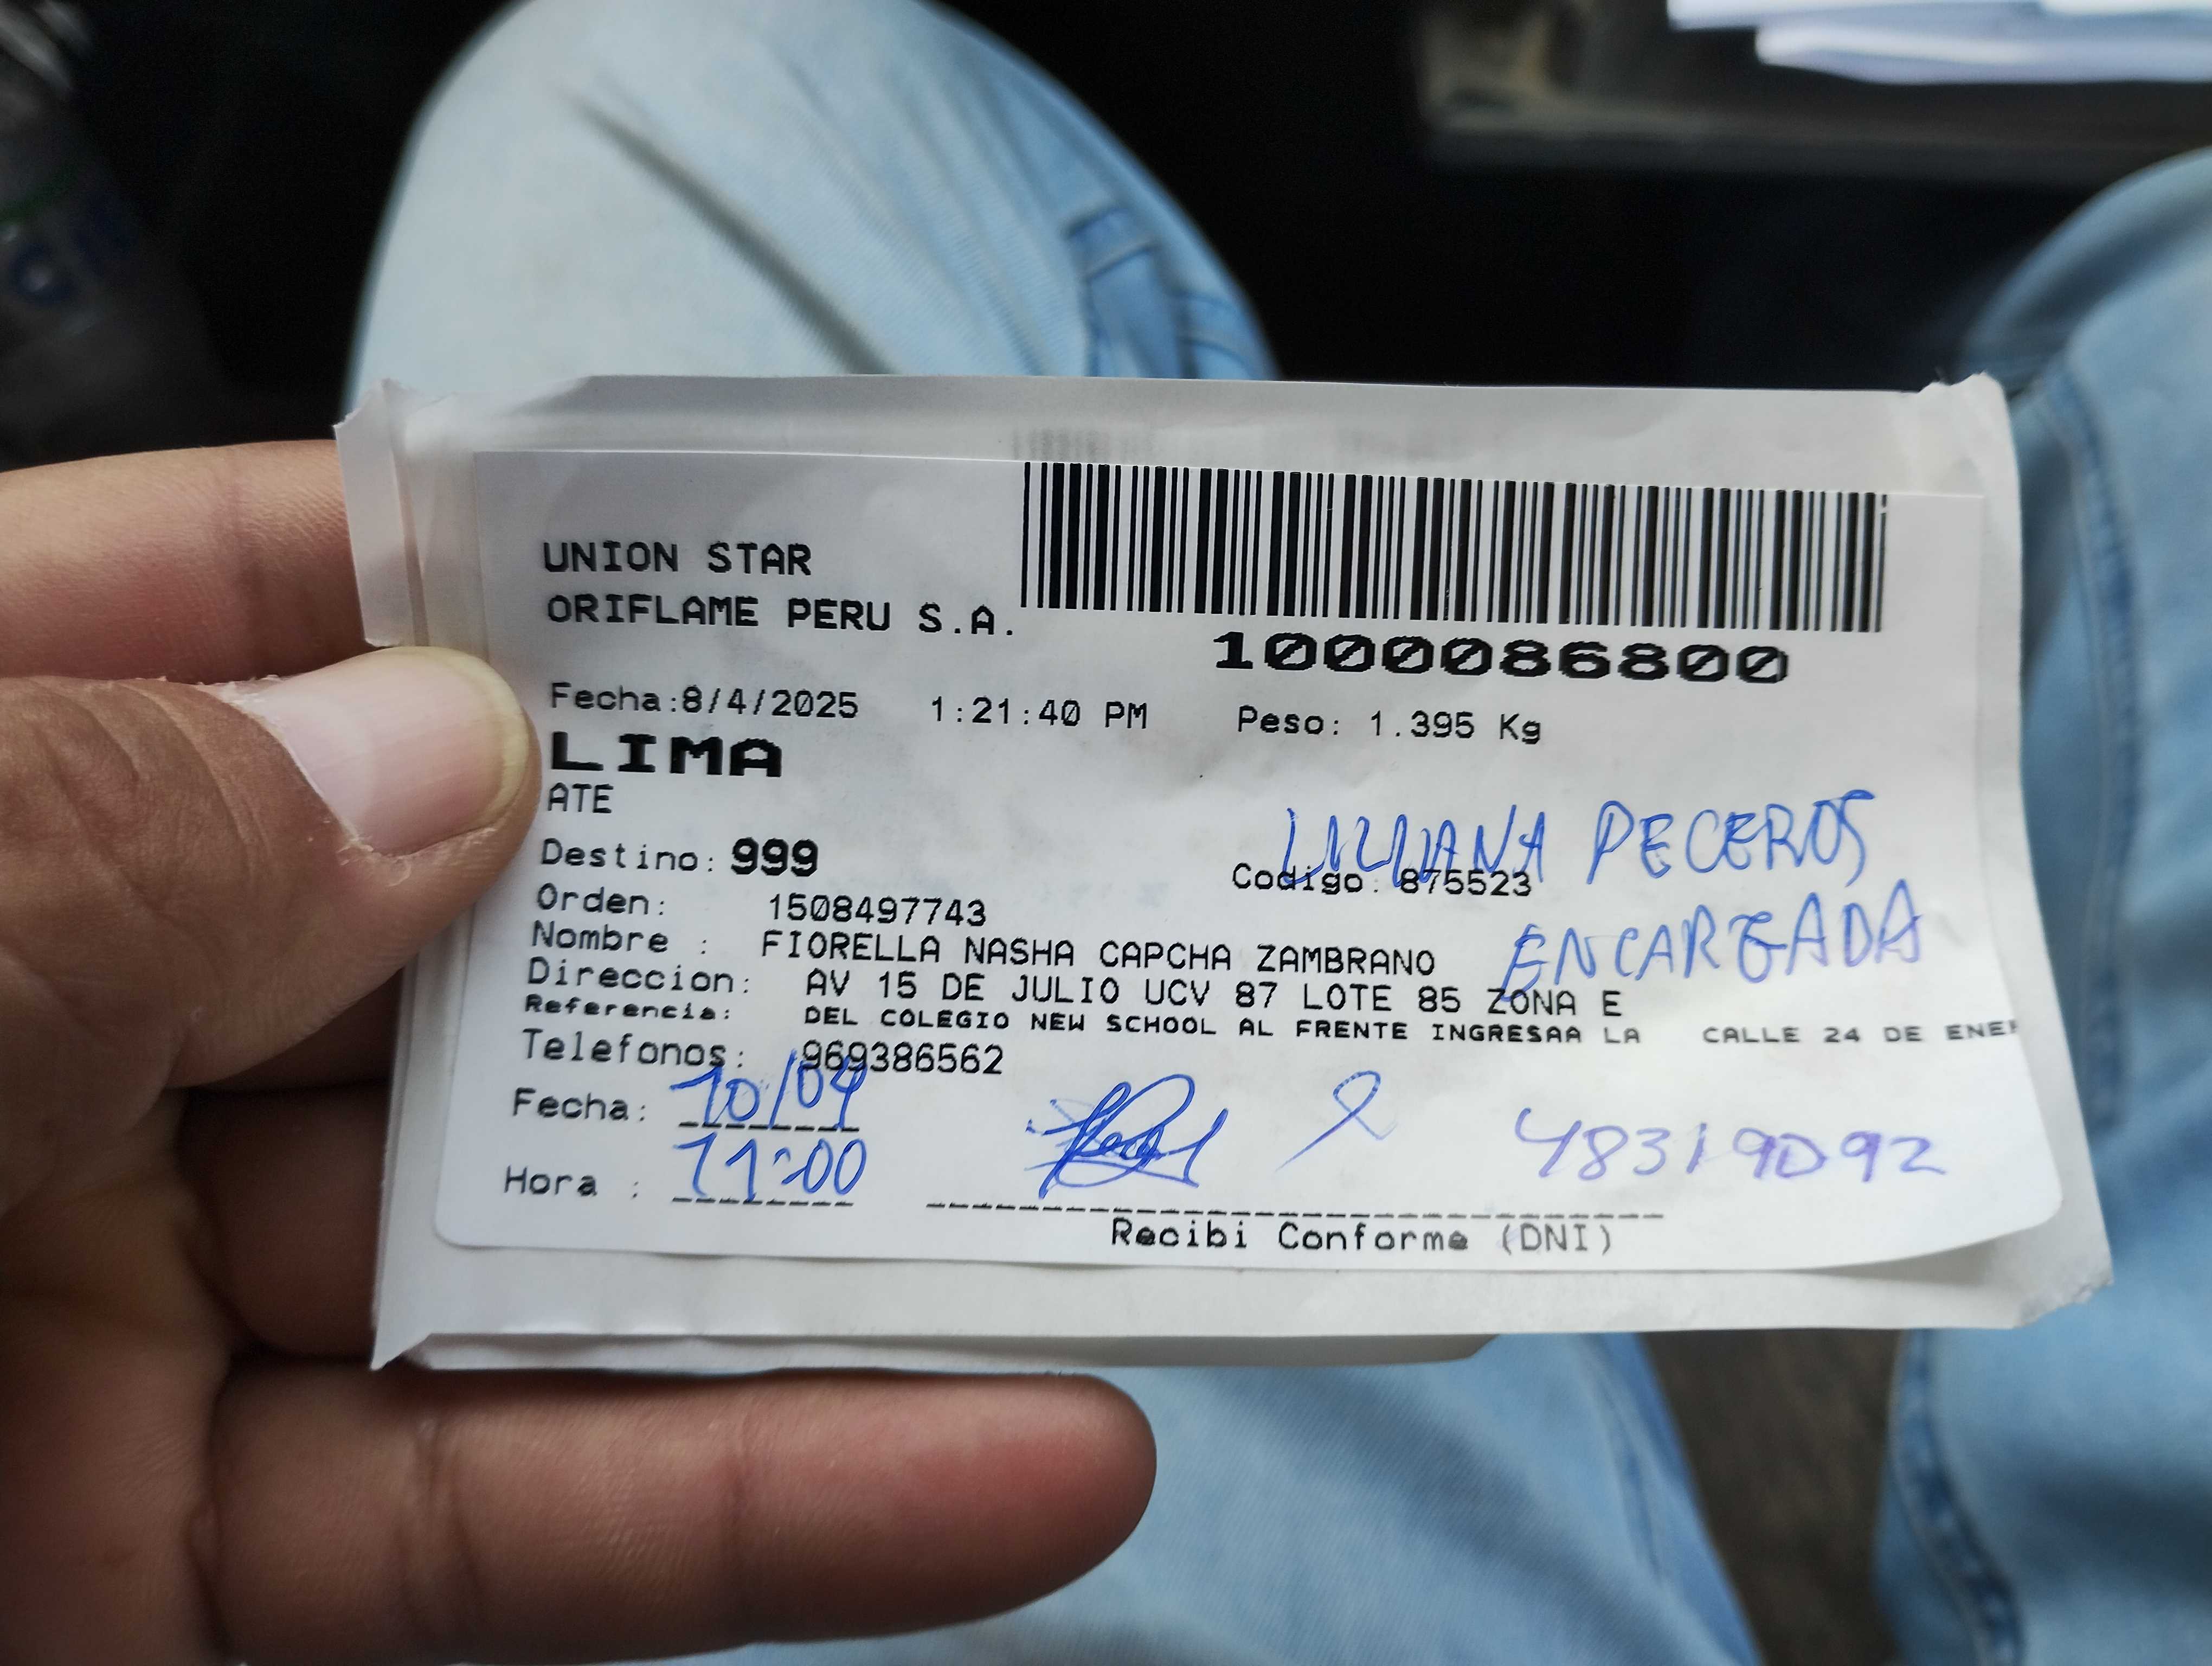 UNION STAR
ORIFLAME PERU S.A.
1000086800
Fecha:8/4/2025 1:21:40 PM Peso: 1.395 Kg
LIMA
ATE
LILIANA PECEROS
Destino: 999 Codigo: 875523
Orden: 1508497743
ENCARGADA
Nombre : FIORELLA NASHA CAPCHA ZAMBRANO
Direccion: AV 15 DE JULIO UCV 87 LOTE 85 ZONA E
Referencia: DEL COLEGIO NEW SCHOOL AL FRENTE INGRESAA LA CALLE 24 DE ENER
Telefonos: 969386562
Fecha: 10/04
Hora : 11:00
48319092
Recibi Conforme (DNI)